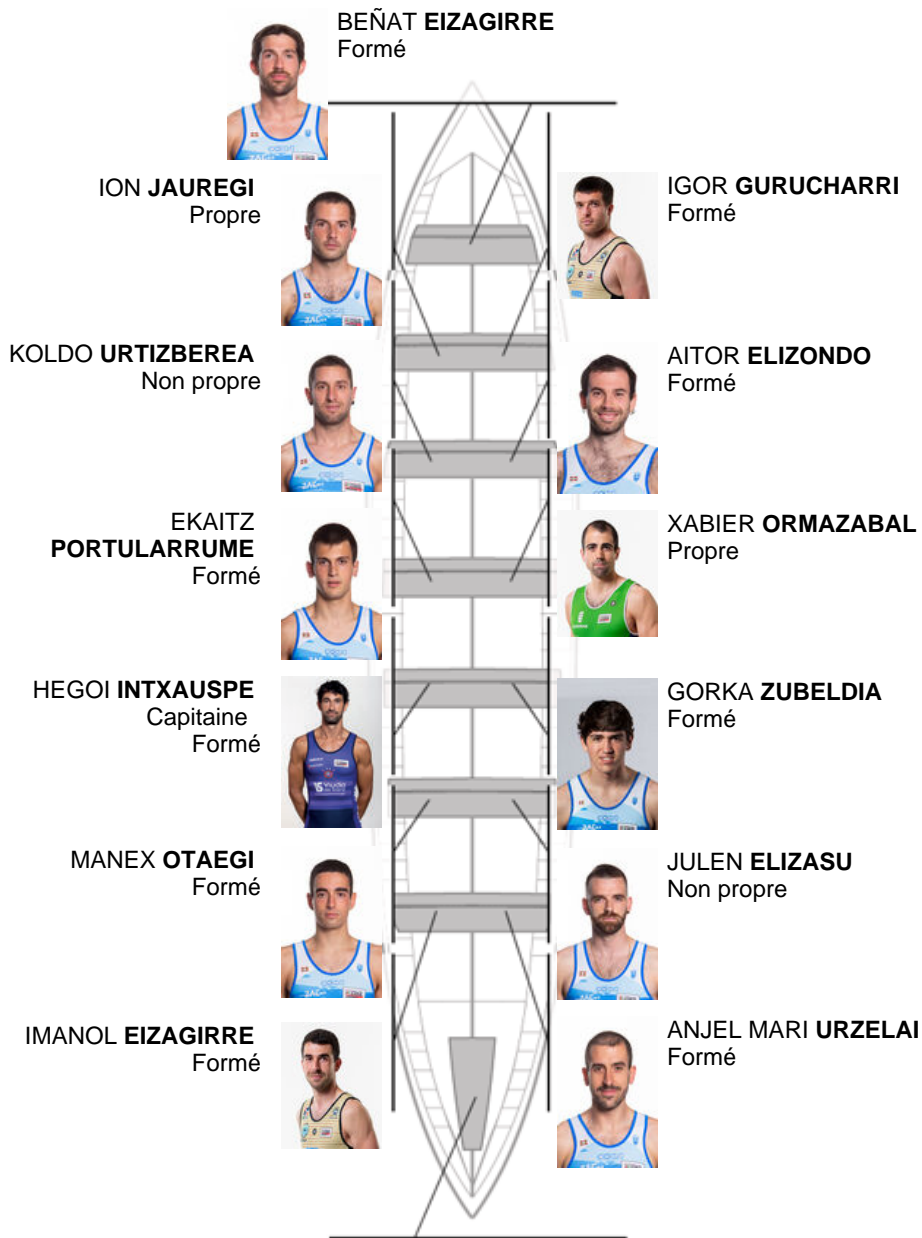 BEÑAT EIZAGIRRE
Formé
ION JAUREGI
Propre
IGOR GURUCHARRI
Formé
KOLDO URTIZBEREA
Non propre
AITOR ELIZONDO
Formé
EKAITZ
PORTULARRUME
Formé
XABIER ORMAZABAL
Propre
HEGOI INTXAUSPE
Capitaine
Formé
GORKA ZUBELDIA
Formé
MANEX OTAEGI
Formé
JULEN ELIZASU
Non propre
IMANOL EIZAGIRRE
Formé
ANJEL MARI URZELAI
Formé